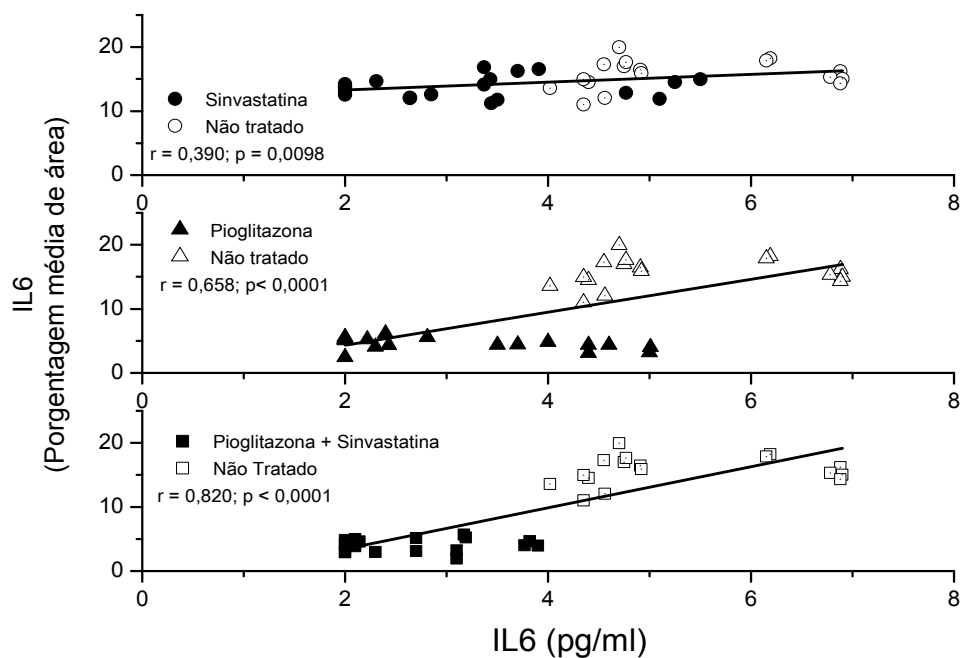 IL6
(Porgentagem média de área)
20
10
0
Sinvastatina
Não tratado
r = 0,390; p = 0,0098
0
2
4
6
8
20
10
0
Pioglitazona
Não tratado
r = 0,658; p< 0,0001
0
2
4
6
8
20
10
0
Pioglitazona + Sinvastatina
Não Tratado
r = 0,820; p < 0,0001
0
2
4
6
8
IL6 (pg/ml)